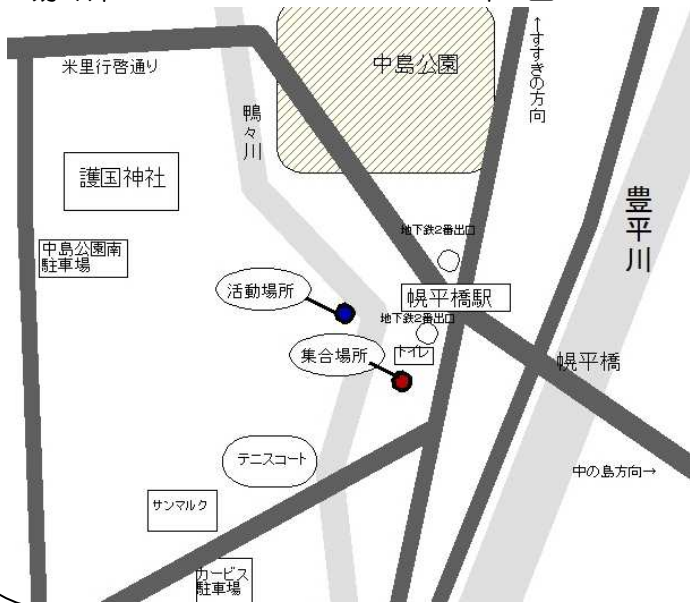 中島公園
←すすきの方向
米里行啓通り
鴨々川
護国神社
豊平川
中島公園南
駐車場
地下鉄2番出口
活動場所
幌平橋駅
地下鉄2番出口
集合場所
トイレ
幌平橋
テニスコート
中の島方向→
サンマルク
カービス
駐車場